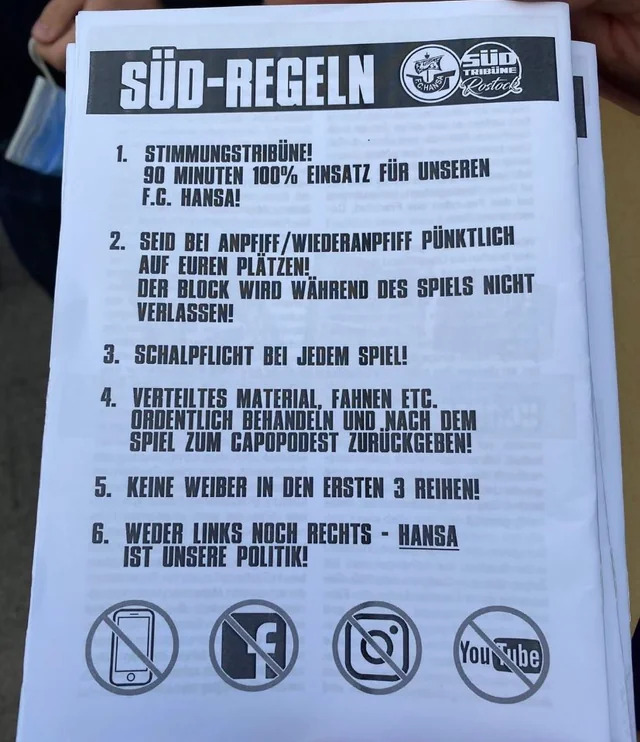 SÜD-REGELN
F.C. HANSA
SÜD
TRIBÜNE
Rostock
1. STIMMUNGSTRIBÜNE!
90 MINUTEN 100% EINSATZ FÜR UNSEREN
F.C. HANSA!
2. SEID BEI ANPFIFF/WIEDERANPFIFF PÜNKTLICH
AUF EUREN PLÄTZEN!
DER BLOCK WIRD WÄHREND DES SPIELS NICHT
VERLASSEN!
3. SCHALPFLICHT BEI JEDEM SPIEL!
4. VERTEILTES MATERIAL, FAHNEN ETC.
ORDENTLICH BEHANDELN UND NACH DEM
SPIEL ZUM CAPOPODEST ZURÜCKGEBEN!
5. KEINE WEIBER IN DEN ERSTEN 3 REIHEN!
6. WEDER LINKS NOCH RECHTS - HANSA
IST UNSERE POLITIK!
f
YouTube